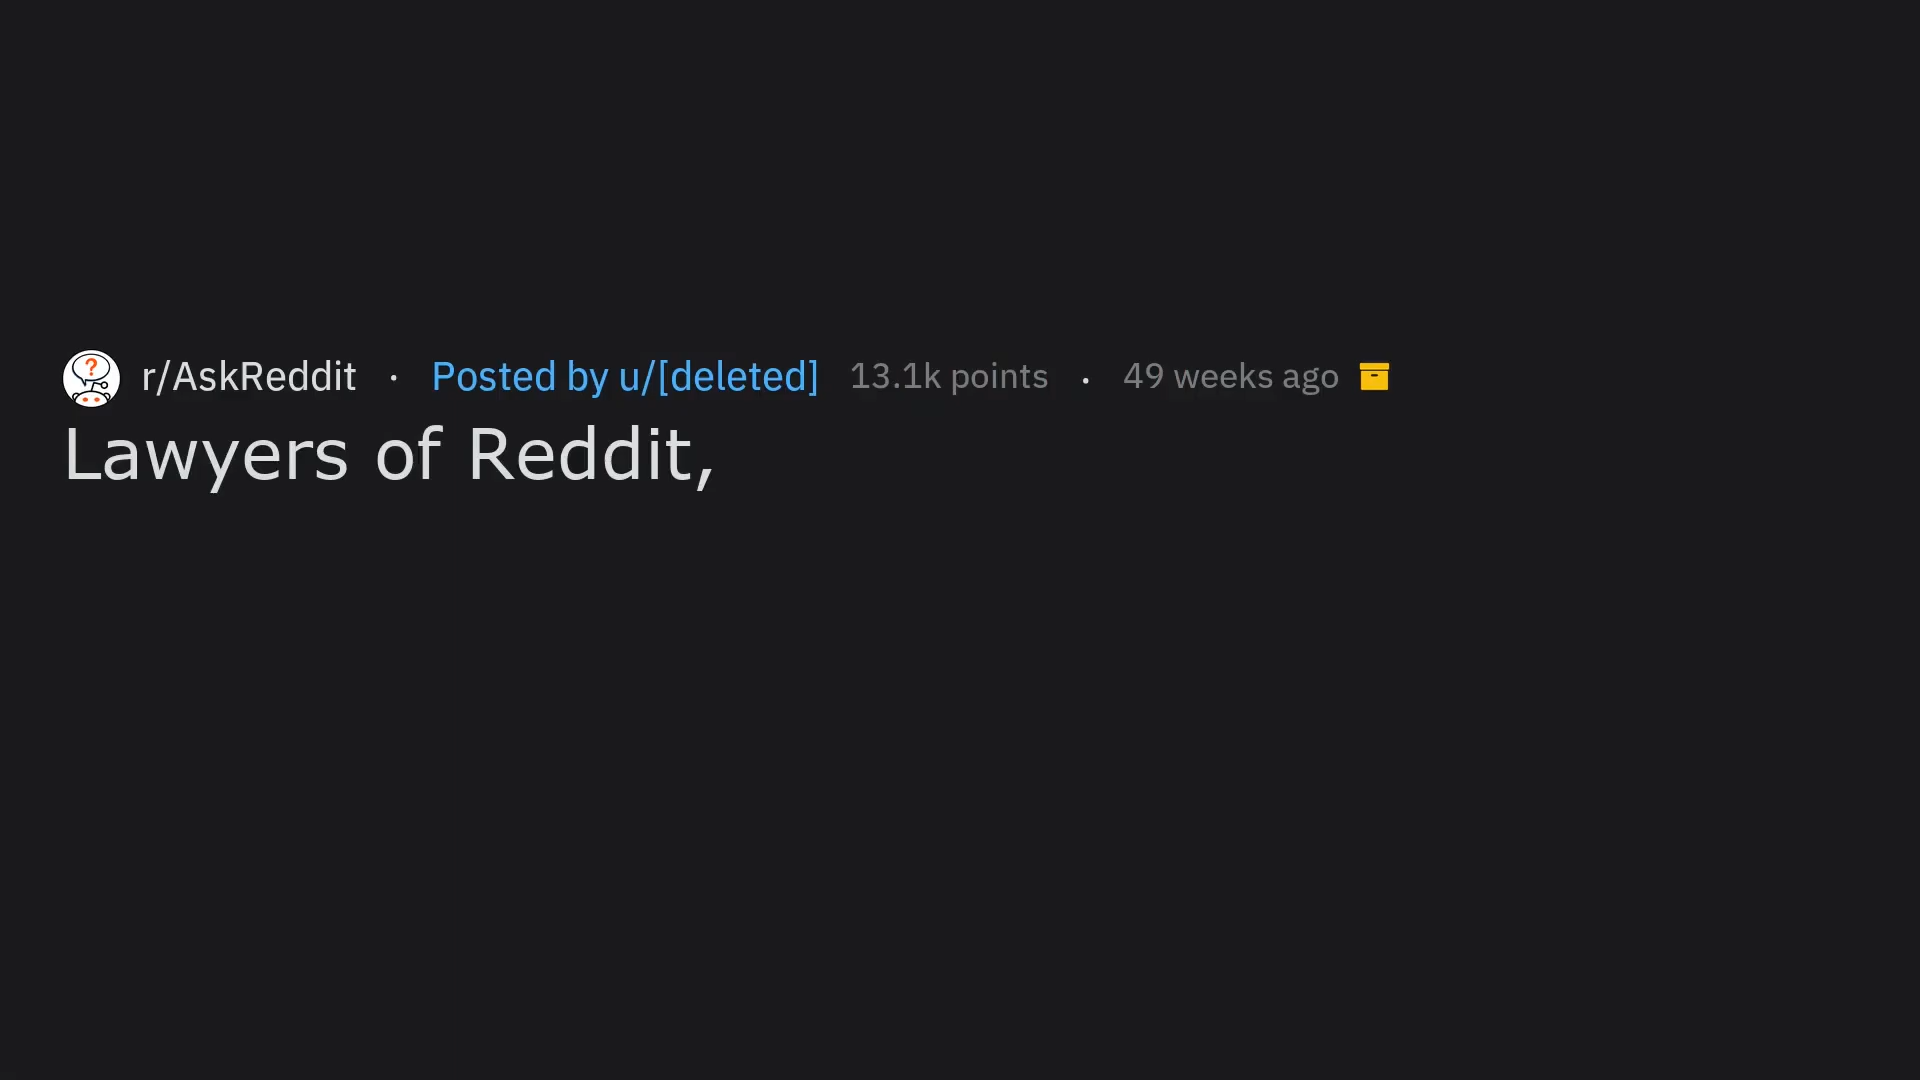 r/AskReddit · Posted by u/[deleted] 13.1k points . 49 weeks ago
Lawyers of Reddit,